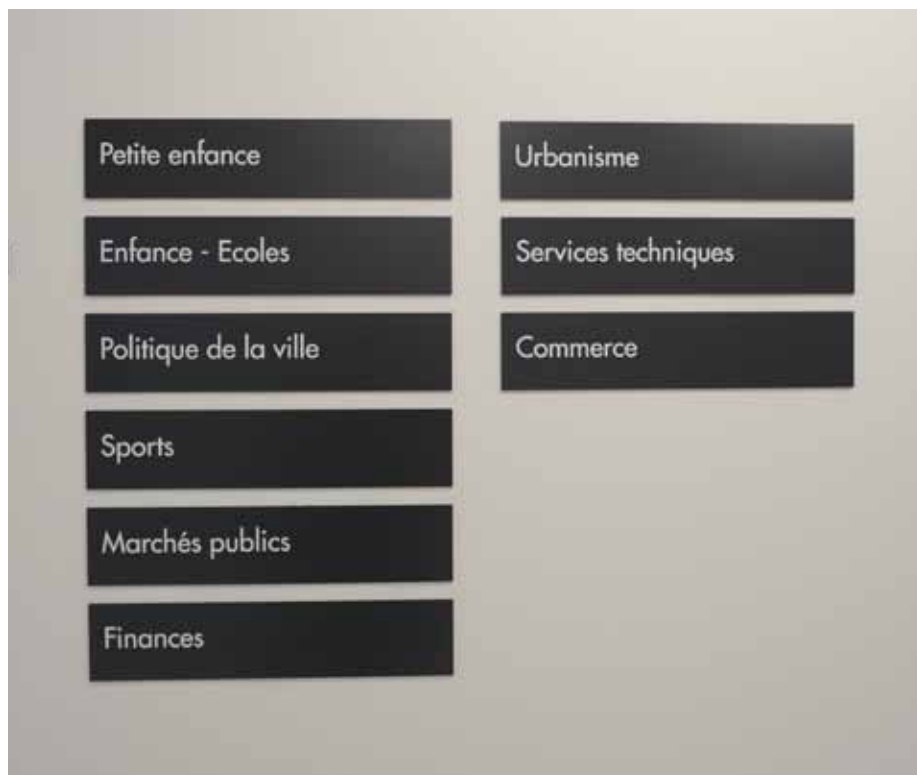 Petite enfance
Enfance - Ecoles
Politique de la ville
Sports
Marchés publics
Finances
Urbanisme
Services techniques
Commerce